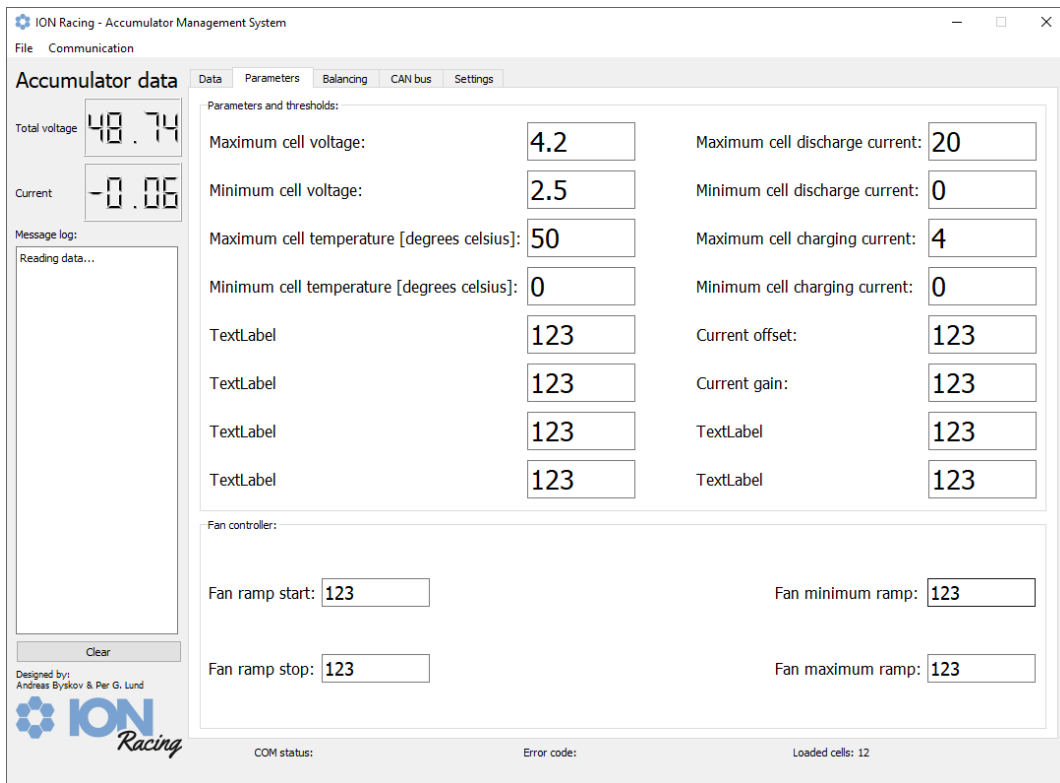 ION Racing - Accumulator Management System
File Communication
Accumulator data
Total voltage 48.74
Current -0.06
Message log:
Reading data...
Clear
Designed by:
Andreas Byskov & Per G. Lund
ION
Racing
Data Parameters Balancing CAN bus Settings
Parameters and thresholds:
Maximum cell voltage: 4.2 Maximum cell discharge current: 20
Minimum cell voltage: 2.5 Minimum cell discharge current: 0
Maximum cell temperature [degrees celsius]: 50 Maximum cell charging current: 4
Minimum cell temperature [degrees celsius]: 0 Minimum cell charging current: 0
TextLabel 123 Current offset: 123
TextLabel 123 Current gain: 123
TextLabel 123 TextLabel 123
TextLabel 123 TextLabel 123
Fan controller:
Fan ramp start: 123 Fan minimum ramp: 123
Fan ramp stop: 123 Fan maximum ramp: 123
COM status: Error code: Loaded cells: 12